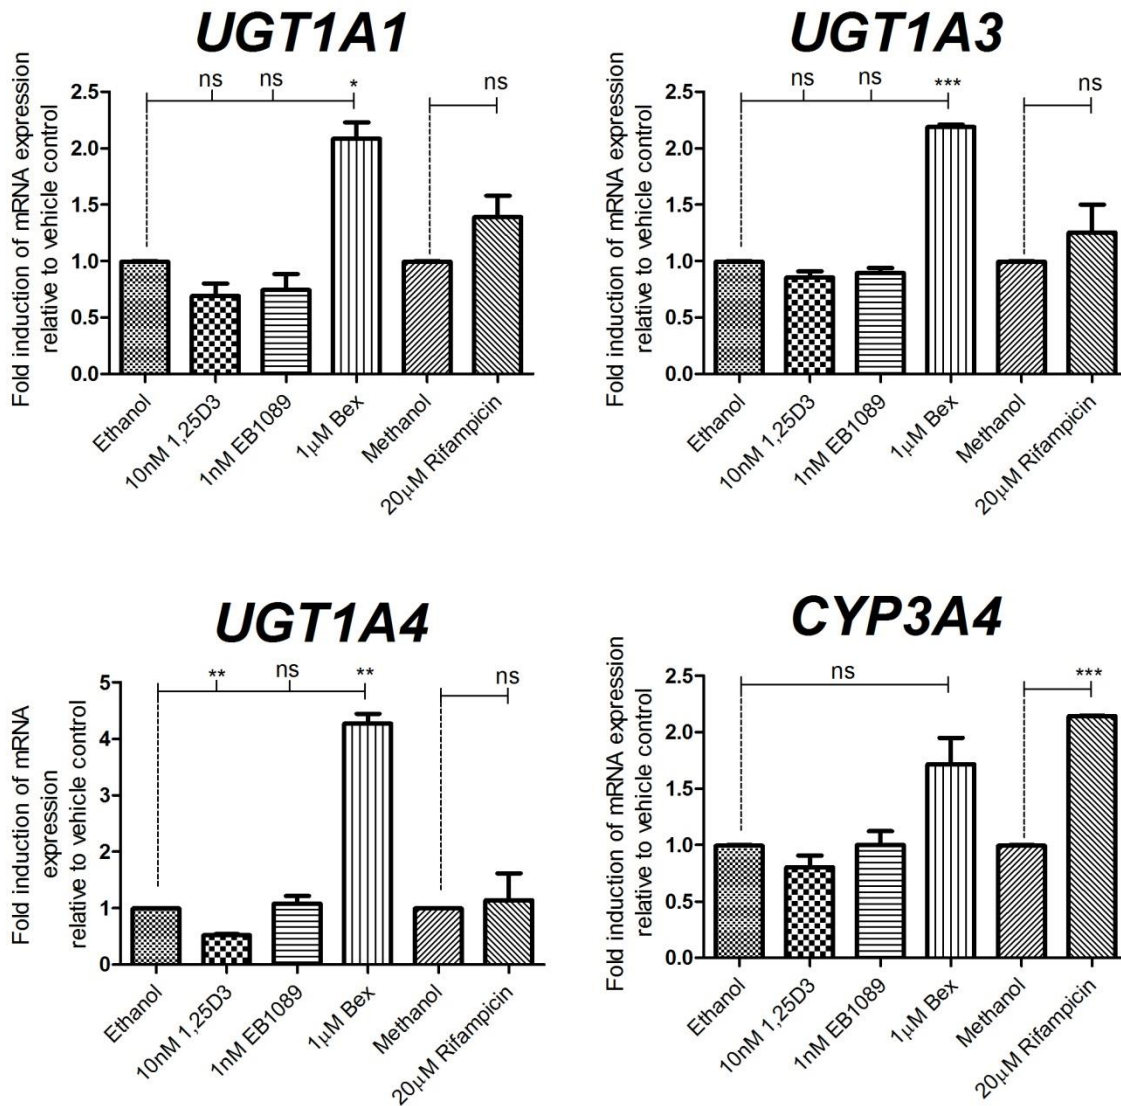 UGT1A1
Fold induction of mRNA expression
relative to vehicle control
ns ns * ns
2.5
2.0
1.5
1.0
0.5
0.0
Ethanol
10nM 1,25D3
1nM EB1089
1μM Bex
Methanol
20μM Rifampicin
UGT1A3
Fold induction of mRNA expression
relative to vehicle control
ns ns *** ns
2.5
2.0
1.5
1.0
0.5
0.0
Ethanol
10nM 1,25D3
1nM EB1089
1μM Bex
Methanol
20μM Rifampicin
UGT1A4
Fold induction of mRNA
expression
relative to vehicle control
** ns ** ns
5
4
3
2
1
0
Ethanol
10nM 1,25D3
1nM EB1089
1μM Bex
Methanol
20μM Rifampicin
CYP3A4
Fold induction of mRNA expression
relative to vehicle control
ns ***
2.5
2.0
1.5
1.0
0.5
0.0
Ethanol
10nM 1,25D3
1nM EB1089
1μM Bex
Methanol
20μM Rifampicin